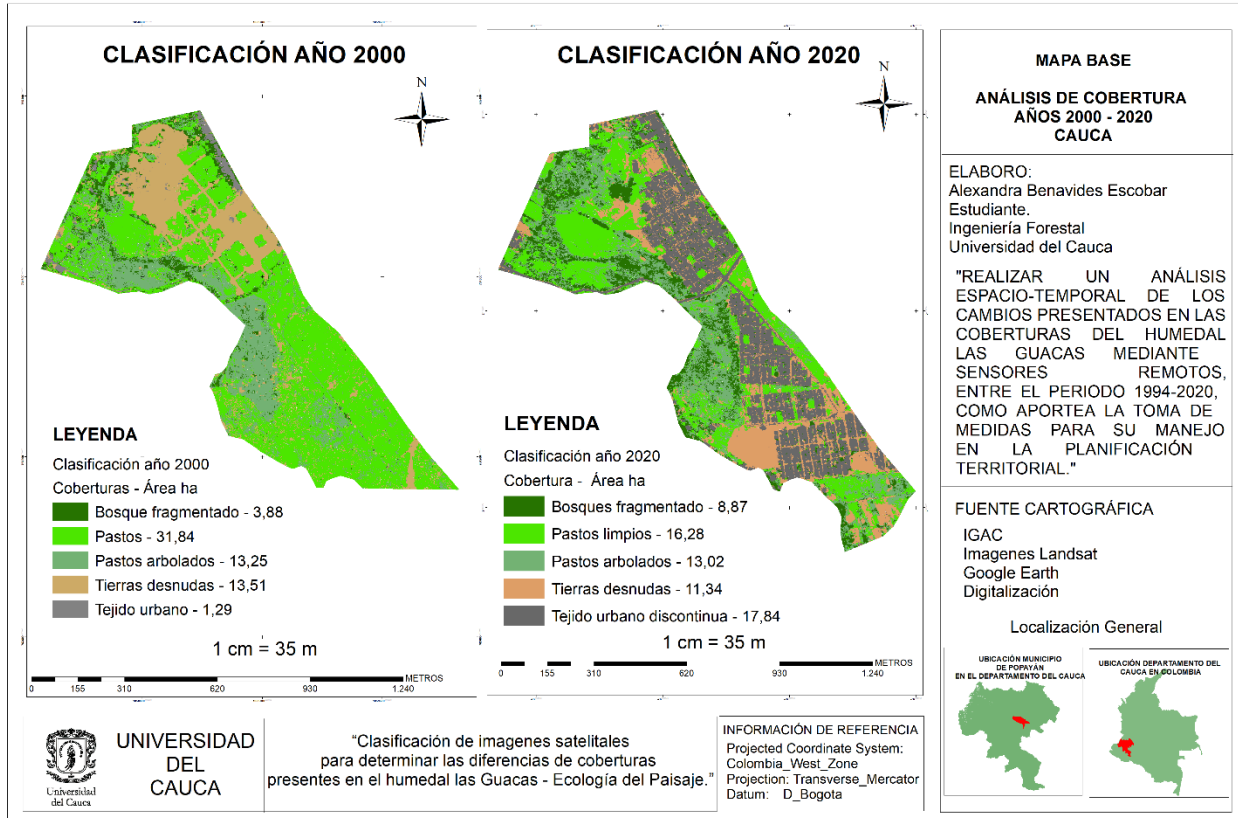 CLASIFICACIÓN AÑO 2000
N
LEYENDA
Clasificación año 2000
Coberturas - Área ha
Bosque fragmentado - 3,88
Pastos - 31,84
Pastos arbolados - 13,25
Tierras desnudas - 13,51
Tejido urbano - 1,29
1 cm = 35 m
METROS
0 155 310 620 930 1.240
CLASIFICACIÓN AÑO 2020
N
LEYENDA
Clasificación año 2020
Cobertura - Área ha
Bosques fragmentado - 8,87
Pastos limpios - 16,28
Pastos arbolados - 13,02
Tierras desnudas - 11,34
Tejido urbano discontinua - 17,84
1 cm = 35 m
METROS
0 155 310 620 930 1.240
MAPA BASE
ANÁLISIS DE COBERTURA
AÑOS 2000 - 2020
CAUCA
ELABORO:
Alexandra Benavides Escobar
Estudiante.
Ingeniería Forestal
Universidad del Cauca
"REALIZAR UN ANÁLISIS
ESPACIO-TEMPORAL DE LOS
CAMBIOS PRESENTADOS EN LAS
COBERTURAS DEL HUMEDAL
LAS GUACAS MEDIANTE
SENSORES REMOTOS,
ENTRE EL PERIODO 1994-2020,
COMO APORTEA LA TOMA DE
MEDIDAS PARA SU MANEJO
EN LA PLANIFICACIÓN
TERRITORIAL."
FUENTE CARTOGRÁFICA
IGAC
Imagenes Landsat
Google Earth
Digitalización
Localización General
UBICACIÓN MUNICIPIO
DE POPAYÁN
EN EL DEPARTAMENTO DEL CAUCA
UBICACIÓN DEPARTAMENTO DEL
CAUCA EN COLOMBIA
Universidad
del Cauca
UNIVERSIDAD
DEL
CAUCA
“Clasificación de imagenes satelitales
para determinar las diferencias de coberturas
presentes en el humedal las Guacas - Ecología del Paisaje.”
INFORMACIÓN DE REFERENCIA
Projected Coordinate System:
Colombia_West_Zone
Projection: Transverse_Mercator
Datum: D_Bogota